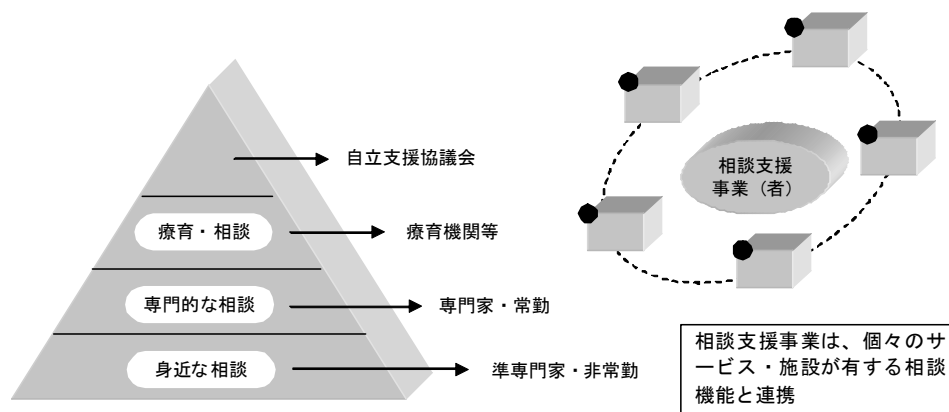 自立支援協議会
療育・相談
療育機関等
専門的な相談
専門家・常勤
身近な相談
準専門家・非常勤
相談支援
事業（者）
相談支援事業は、個々のサ
ービス・施設が有する相談
機能と連携